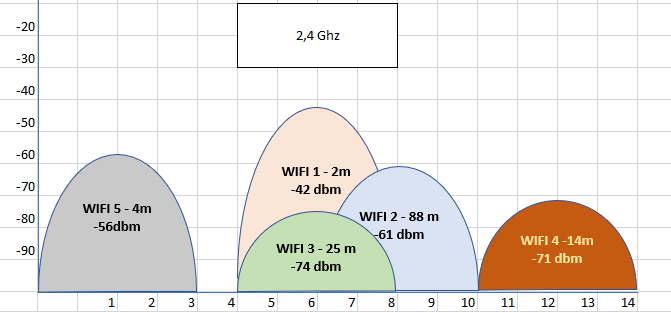 -20
2,4 Ghz
-30
-40
-50
-60
-70
-80
-90
WIFI 1 - 2m
-42 dbm
WIFI 5 - 4m
-56dbm
WIFI 2 - 88 m
-61 dbm
WIFI 3 - 25 m
-74 dbm
WIFI 4 -14m
-71 dbm
1 2 3 4 5 6 7 8 9 10 11 12 13 14